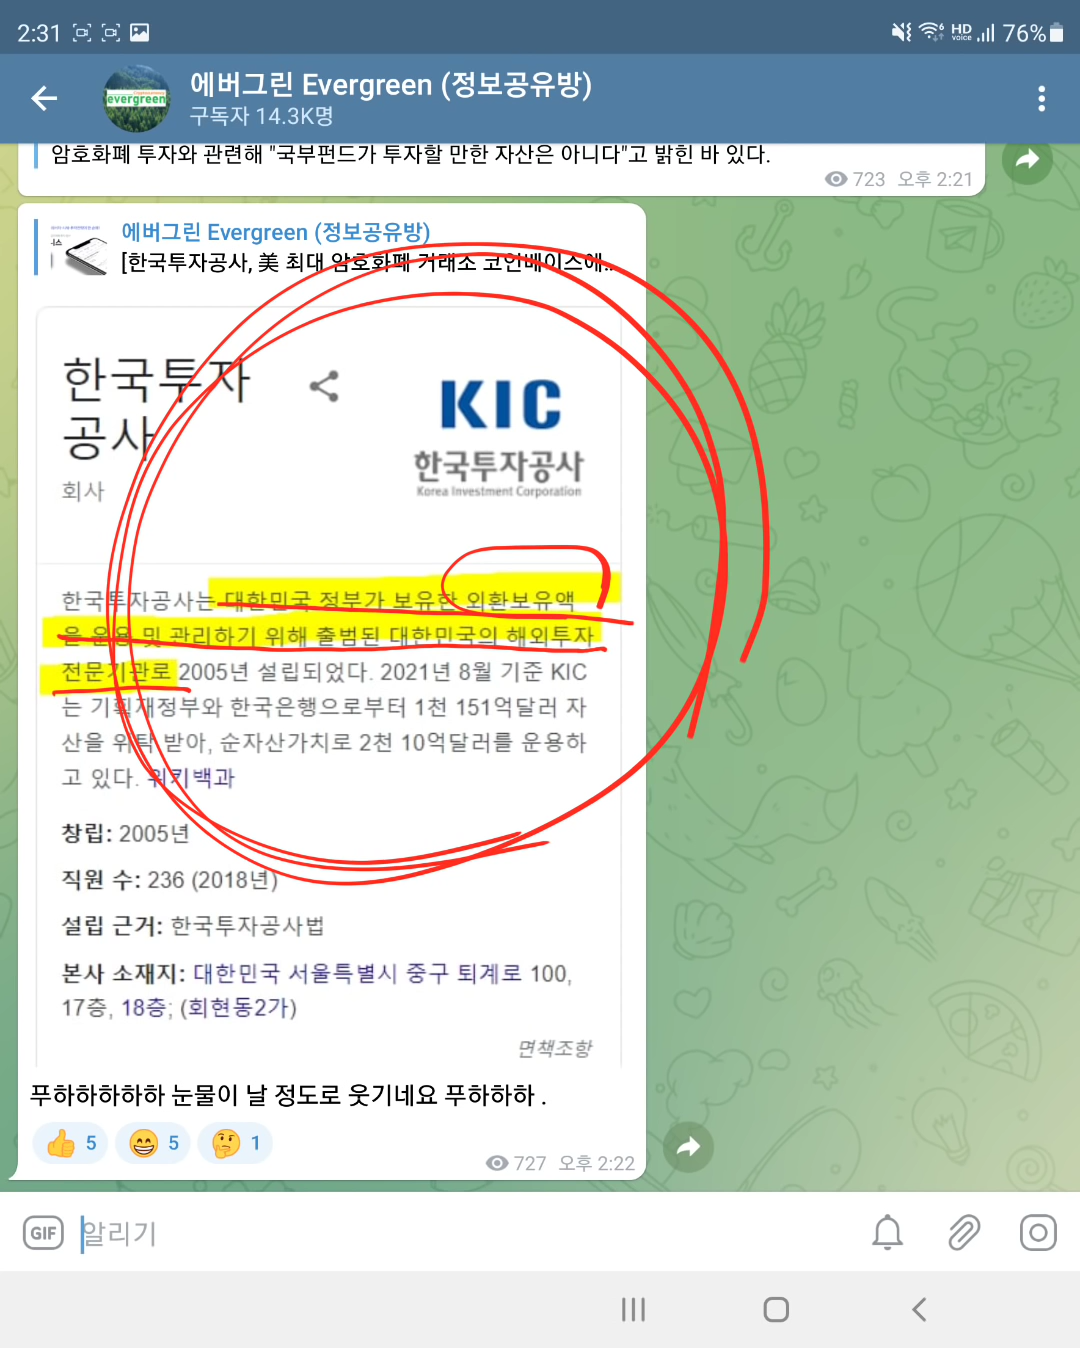 2:31
HD voice 76%
evergreen
에버그린 Evergreen (정보공유방)
구독자 14.3K명
암호화폐 투자와 관련해 "국부펀드가 투자할 만한 자산은 아니다"고 밝힌 바 있다.
723 오후 2:21
에버그린 Evergreen (정보공유방)
[한국투자공사, 美 최대 암호화폐 거래소 코인베이스에...
한국투자
공사
회사
KIC
한국투자공사
Korea Investment Corporation
한국투자공사는 대한민국 정부가 보유한 외환보유액
을 운용 및 관리하기 위해 출범된 대한민국의 해외투자
전문기관로 2005년 설립되었다. 2021년 8월 기준 KIC
는 기획재정부와 한국은행으로부터 1천 151억달러 자
산을 위탁 받아, 순자산가치로 2천 10억달러를 운용하
고 있다. 위키백과
창립: 2005년
직원 수: 236 (2018년)
설립 근거: 한국투자공사법
본사 소재지: 대한민국 서울특별시 중구 퇴계로 100,
17층, 18층; (회현동2가)
면책조항
푸하하하하하 눈물이 날 정도로 웃기네요 푸하하하 .
5 5 1
727 오후 2:22
GIF 알리기